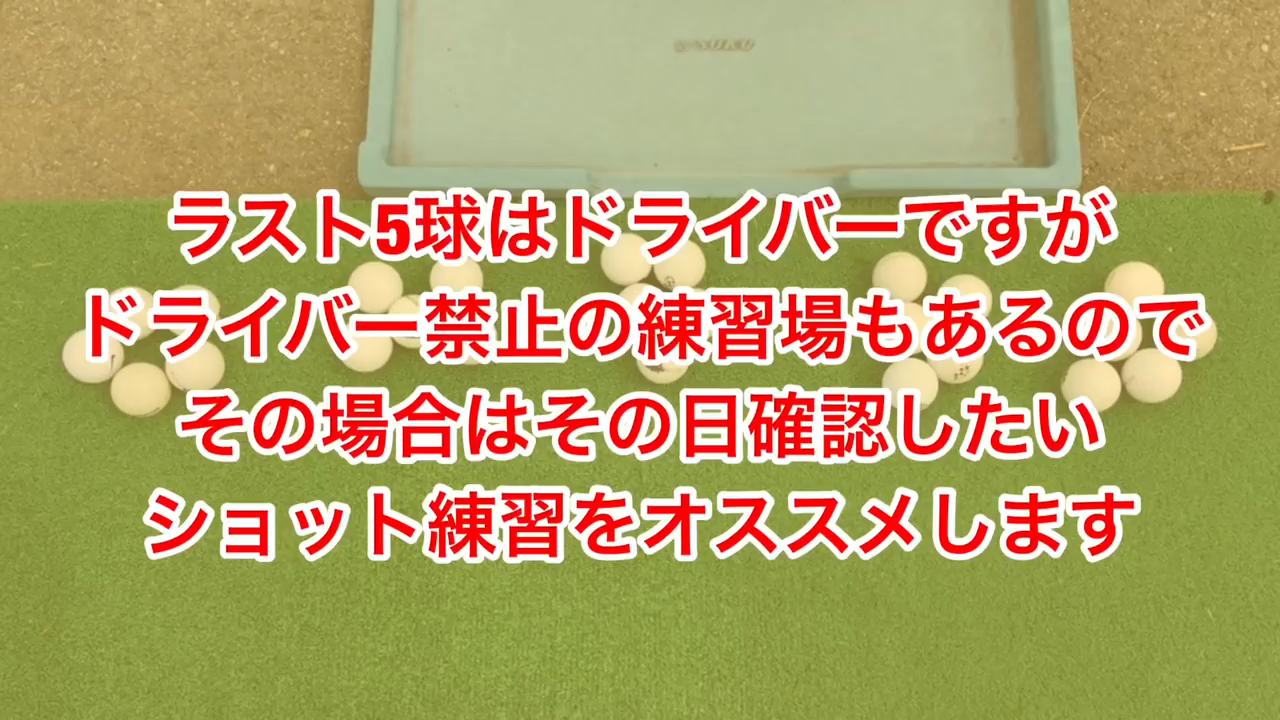 ラスト5球はドライバーですが
ドライバー禁止の練習場もあるので
その場合はその日確認したい
ショット練習をオススメします